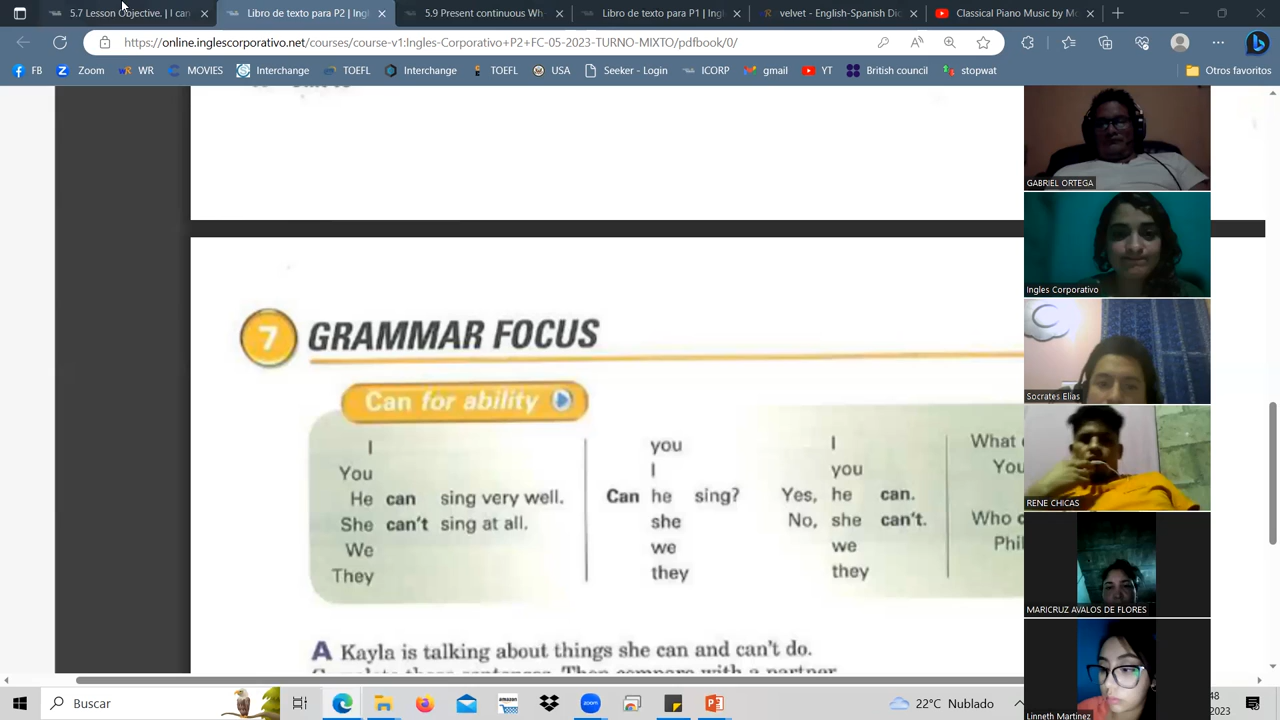 5.7 Lesson Objective. | I can
Libro de texto para P2 | Ingl
5.9 Present continuous Wh
Libro de texto para P1 | Ingl
velvet - English-Spanish Dic
Classical Piano Music by Mo
https://online.inglescorporativo.net/courses/course-v1:Ingles-Corporativo+P2+FC-05-2023-TURNO-MIXTO/pdfbook/0/
FB
Zoom
WR
MOVIES
Interchange
TOEFL
Interchange
TOEFL
USA
Seeker - Login
ICORP
gmail
YT
British council
stopwat
Otros favoritos
7 GRAMMAR FOCUS
Can for ability
I
You
He can sing very well.
She can't sing at all.
We
They
you
I
Can he sing?
she
we
they
I
you
Yes, he can.
No, she can't.
we
they
What
You
Who
Phil
A Kayla is talking about things she can and can't do.
GABRIEL ORTEGA
Ingles Corporativo
Socrates Elias
RENE CHICAS
MARICRUZ AVALOS DE FLORES
Linneth Martinez
Buscar
amazon
zoom
22°C Nublado
48
2023